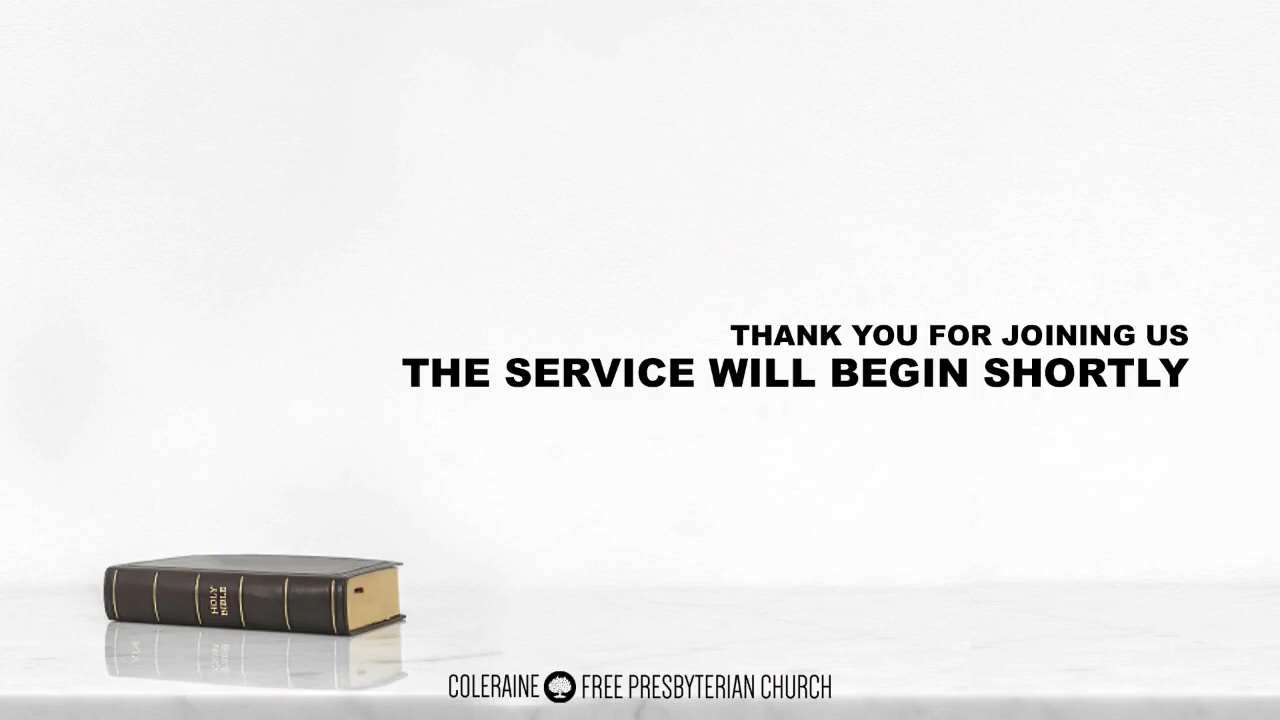 THANK YOU FOR JOINING US
THE SERVICE WILL BEGIN SHORTLY
HOLY
BIBLE
COLERAINE FREE PRESBYTERIAN CHURCH